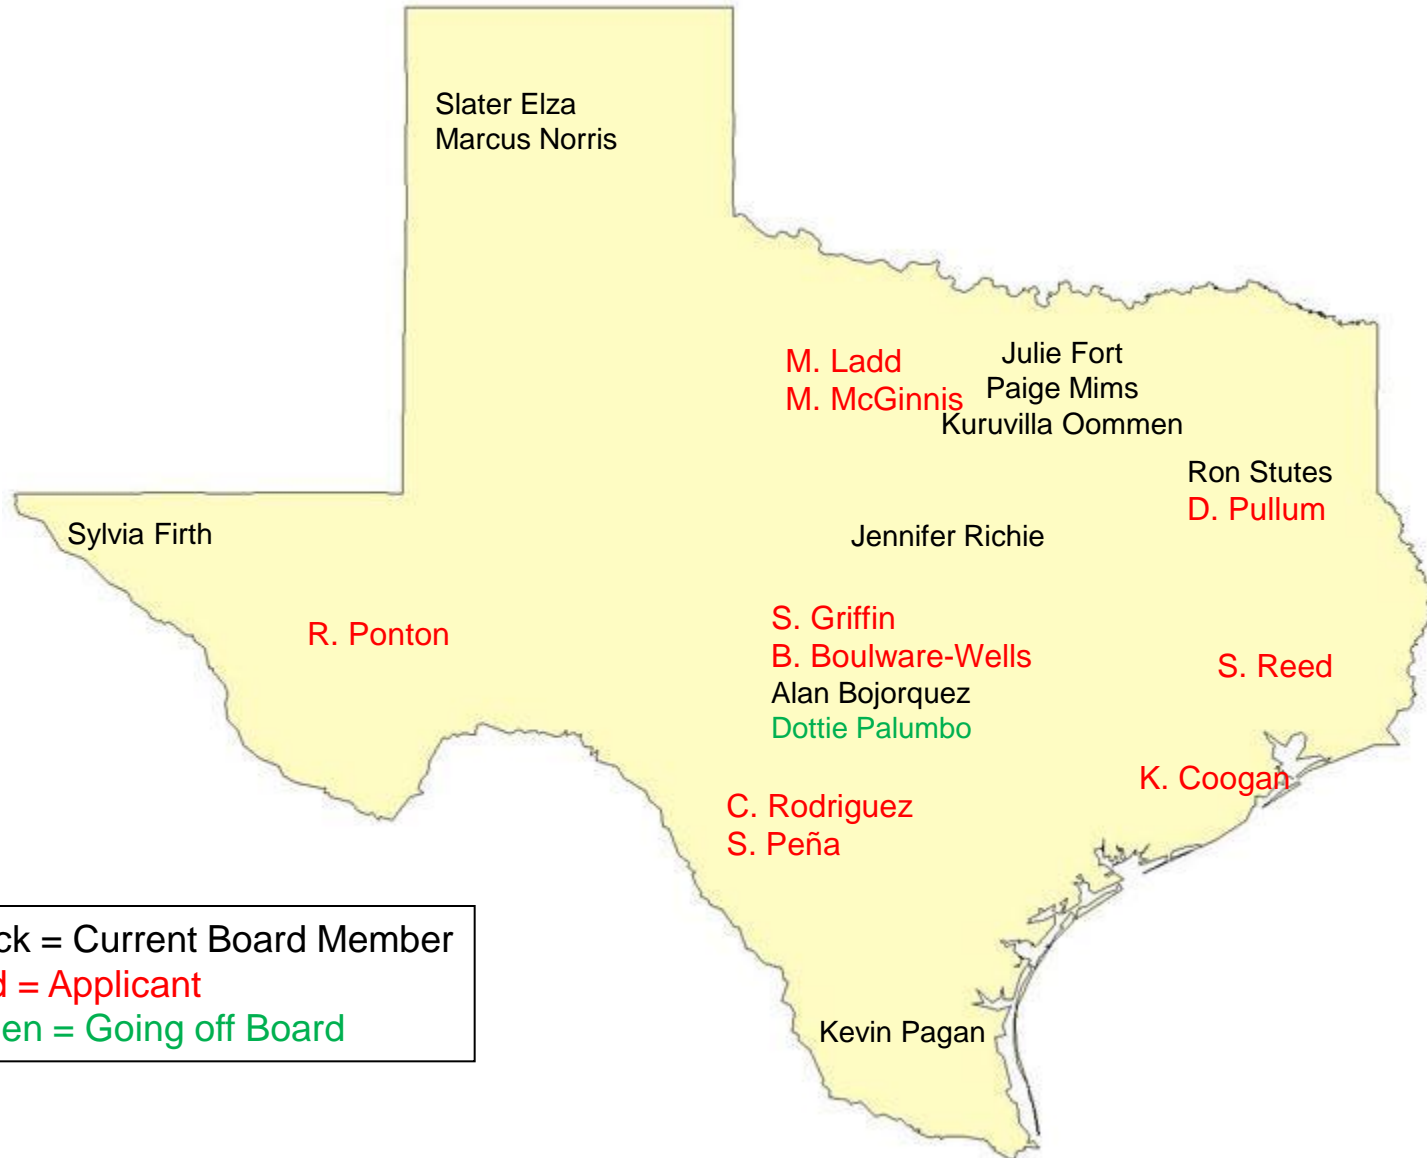 Slater Elza
Marcus Norris
M. Ladd
M. McGinnis
Julie Fort
Paige Mims
Kuruvilla Oommen
Ron Stutes
D. Pullum
Sylvia Firth
Jennifer Richie
R. Ponton
S. Griffin
B. Boulware-Wells
Alan Bojorquez
Dottie Palumbo
S. Reed
K. Coogan
C. Rodriguez
S. Peña
Kevin Pagan
ck = Current Board Member
d = Applicant
en = Going off Board